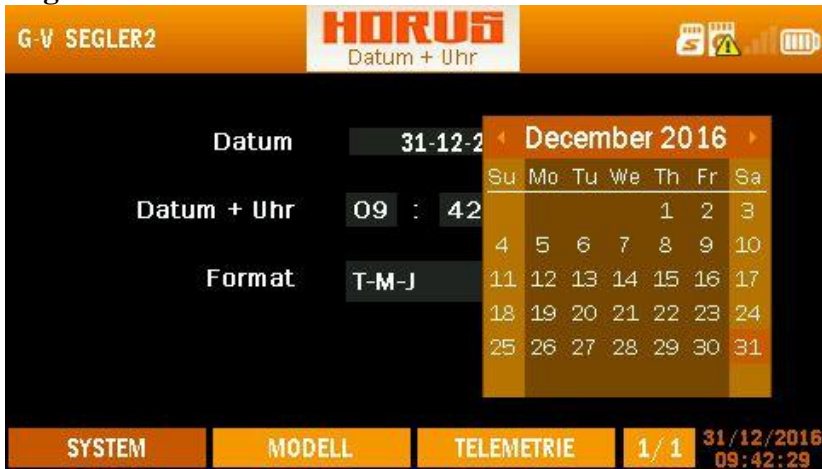 G-V SEGLER2
HORUS
Datum + Uhr
Datum 31-12-2
Datum + Uhr 09 : 42
Format T-M-J
December 2016
Su Mo Tu We Th Fr Sa
1 2 3
4 5 6 7 8 9 10
11 12 13 14 15 16 17
18 19 20 21 22 23 24
25 26 27 28 29 30 31
SYSTEM MODELL TELEMETRIE 1/1 31/12/2016
09:42:29